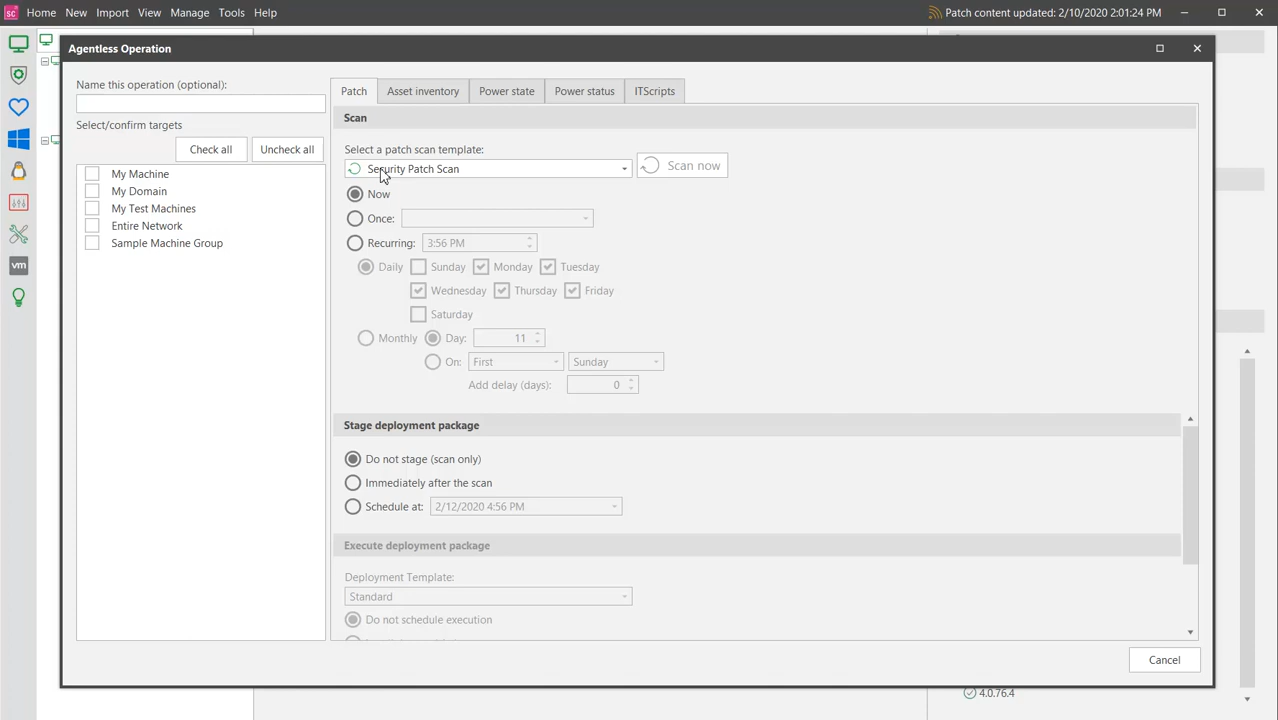 SC Home New Import View Manage Tools Help Patch content updated: 2/10/2020 2:01:24 PM
Agentless Operation
Name this operation (optional):
Select/confirm targets
Check all Uncheck all
My Machine
My Domain
My Test Machines
Entire Network
Sample Machine Group
vm
Patch Asset inventory Power state Power status ITScripts
Scan
Select a patch scan template:
Security Patch Scan Scan now
Now
Once:
Recurring: 3:56 PM
Daily Sunday Monday Tuesday
Wednesday Thursday Friday
Saturday
Monthly Day: 11
On: First Sunday
Add delay (days): 0
Stage deployment package
Do not stage (scan only)
Immediately after the scan
Schedule at: 2/12/2020 4:56 PM
Execute deployment package
Deployment Template:
Standard
Do not schedule execution
Cancel
4.0.76.4